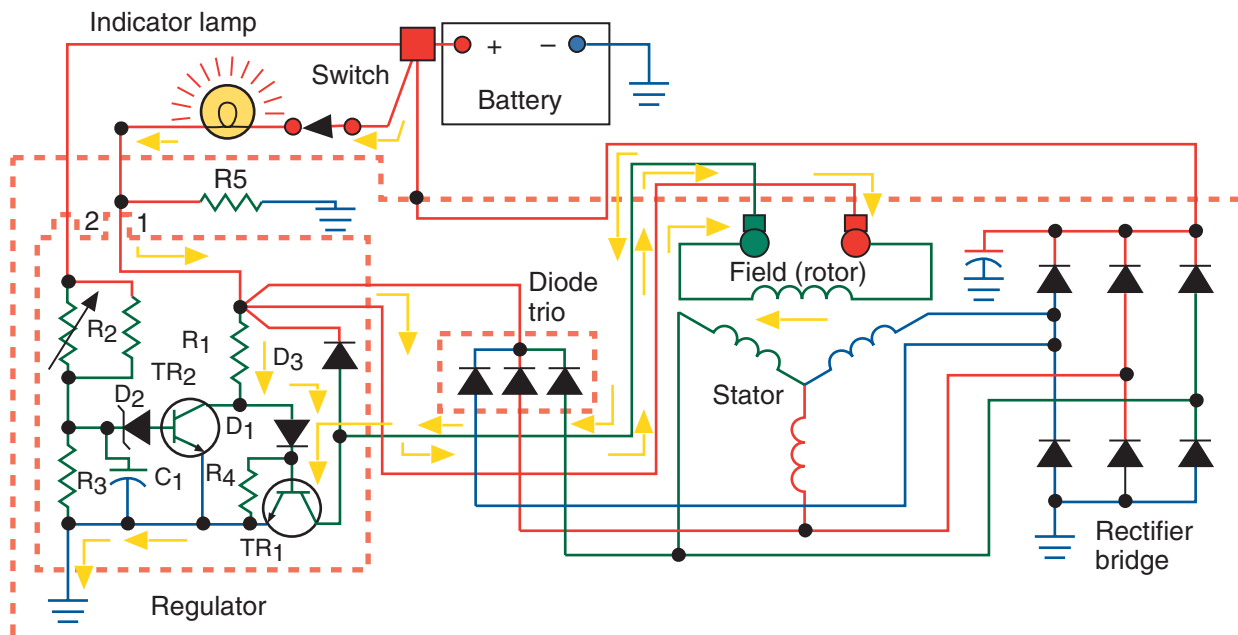 Indicator lamp
Switch
+ −
Battery
R5
2 1
Diode
trio
Field (rotor)
R2
R1
D3
TR2
D2
D1
Stator
R3
C1
R4
TR1
Rectifier
bridge
Regulator